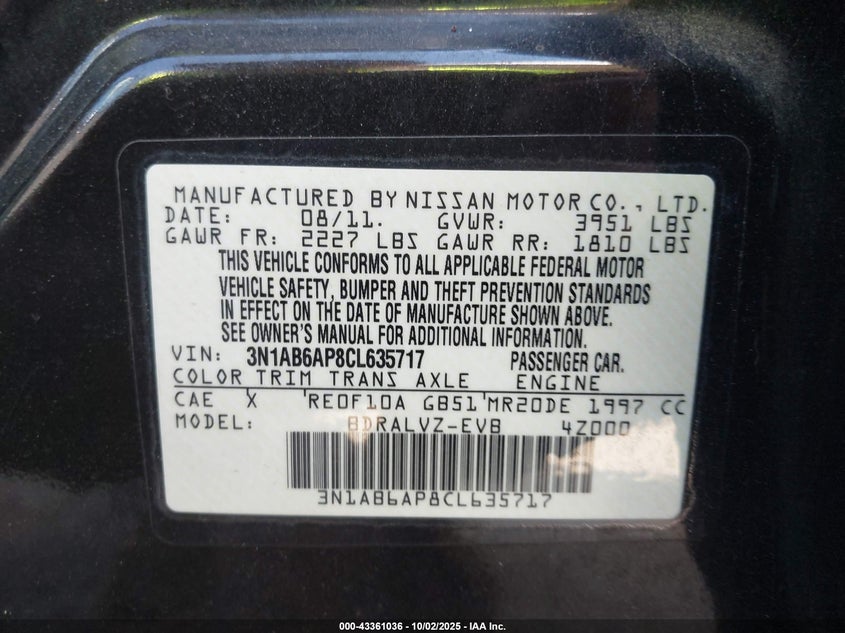 MANUFACTURED BY NISSAN MOTOR CO., LTD.
DATE: 08/11. GVWR: 3951 LBS
GAWR FR: 2227 LBS GAWR RR: 1810 LBS
THIS VEHICLE CONFORMS TO ALL APPLICABLE FEDERAL MOTOR
VEHICLE SAFETY, BUMPER AND THEFT PREVENTION STANDARDS
IN EFFECT ON THE DATE OF MANUFACTURE SHOWN ABOVE.
SEE OWNER'S MANUAL FOR ADDITIONAL INFORMATION.
VIN: 3N1AB6AP8CL635717 PASSENGER CAR.
COLOR TRIM TRANS AXLE ENGINE
CAE X RE0F10A GB51 MR20DE 1997 CC
MODEL: BDRALVZ-EVB 4Z000
3N1AB6AP8CL635717
000-43361036 - 10/02/2025 - IAA Inc.